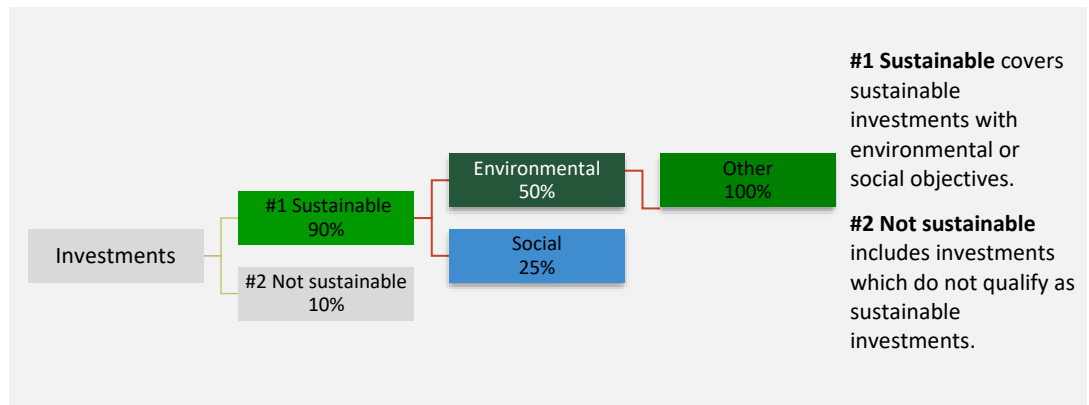 Investments
#1 Sustainable
90%
#2 Not sustainable
10%
Environmental
50%
Social
25%
Other
100%
#1 Sustainable covers
sustainable
investments with
environmental or
social objectives.
#2 Not sustainable
includes investments
which do not qualify as
sustainable
investments.